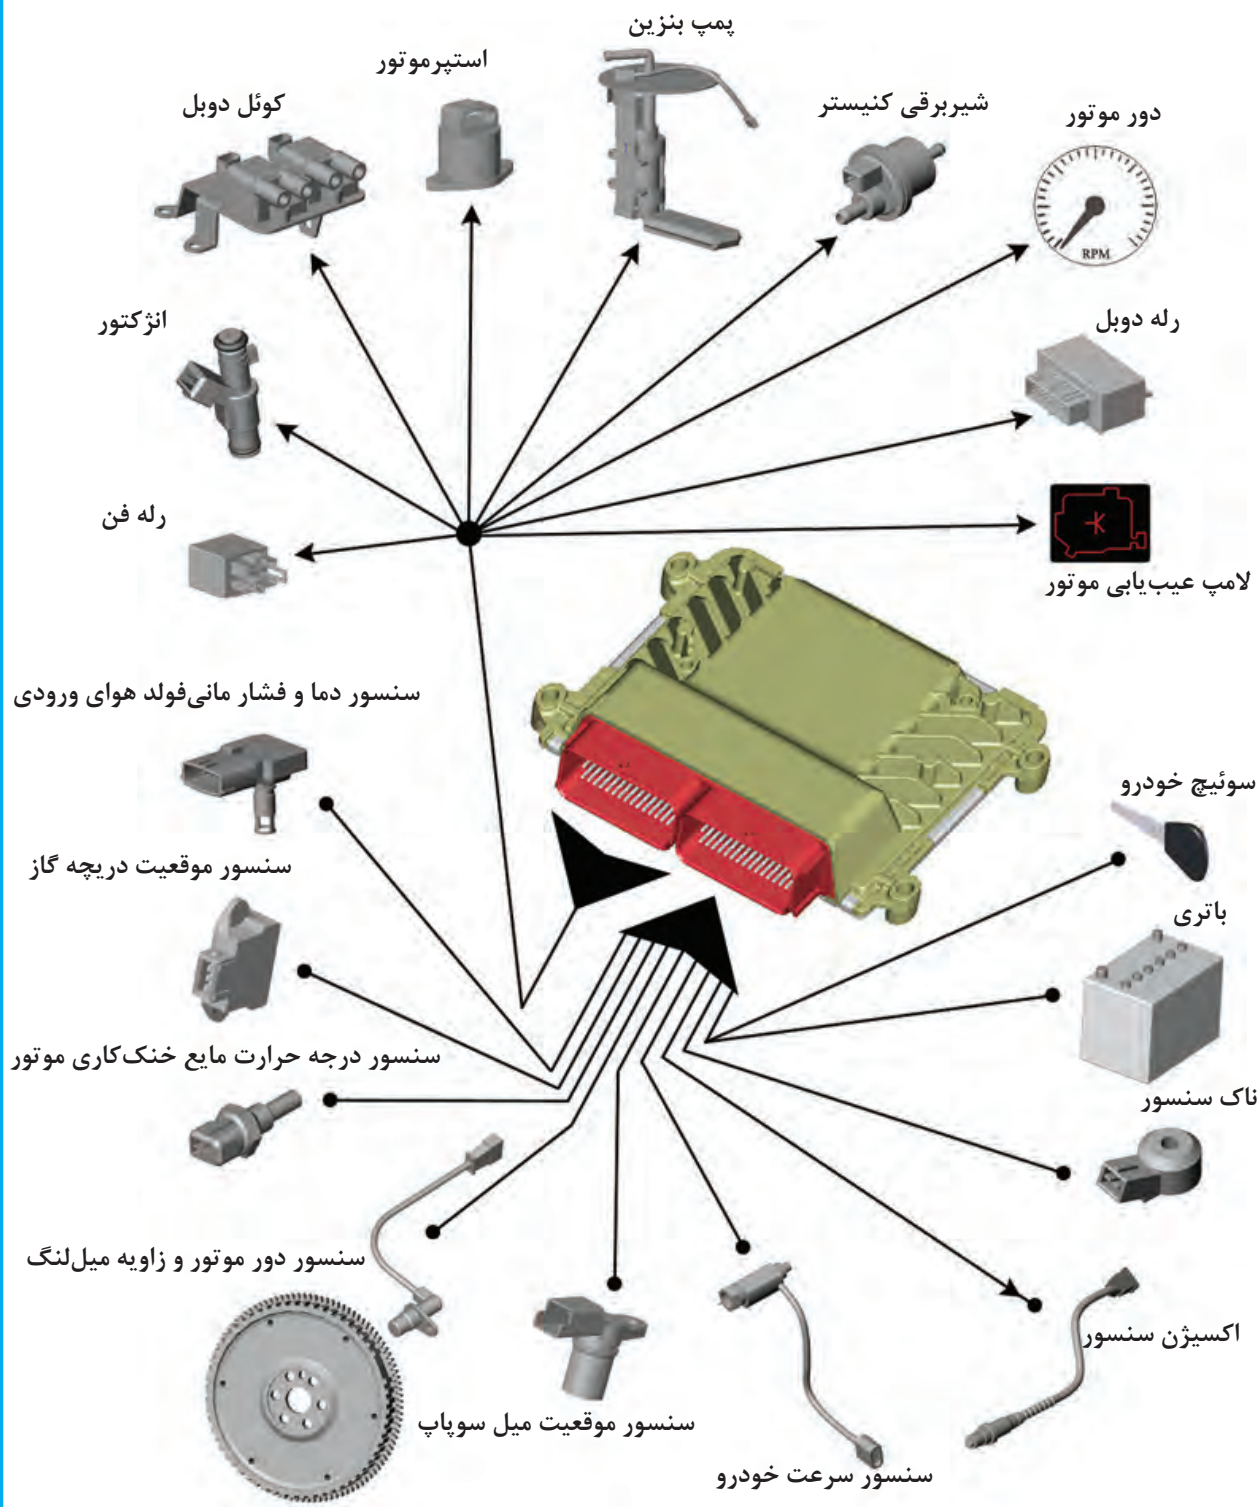 پمپ بنزین
استپرموتور
کوئل دوبل
شیربرقی کنیستر
دور موتور
RPM
انژکتور
رله دوبل
رله فن
لامپ عیب‌یابی موتور
سنسور دما و فشار مانی‌فولد هوای ورودی
سوئیچ خودرو
سنسور موقعیت دریچه گاز
باتری
سنسور درجه حرارت مایع خنک‌کاری موتور
ناک سنسور
سنسور دور موتور و زاویه میل‌لنگ
اکسیژن سنسور
سنسور موقعیت میل سوپاپ
سنسور سرعت خودرو